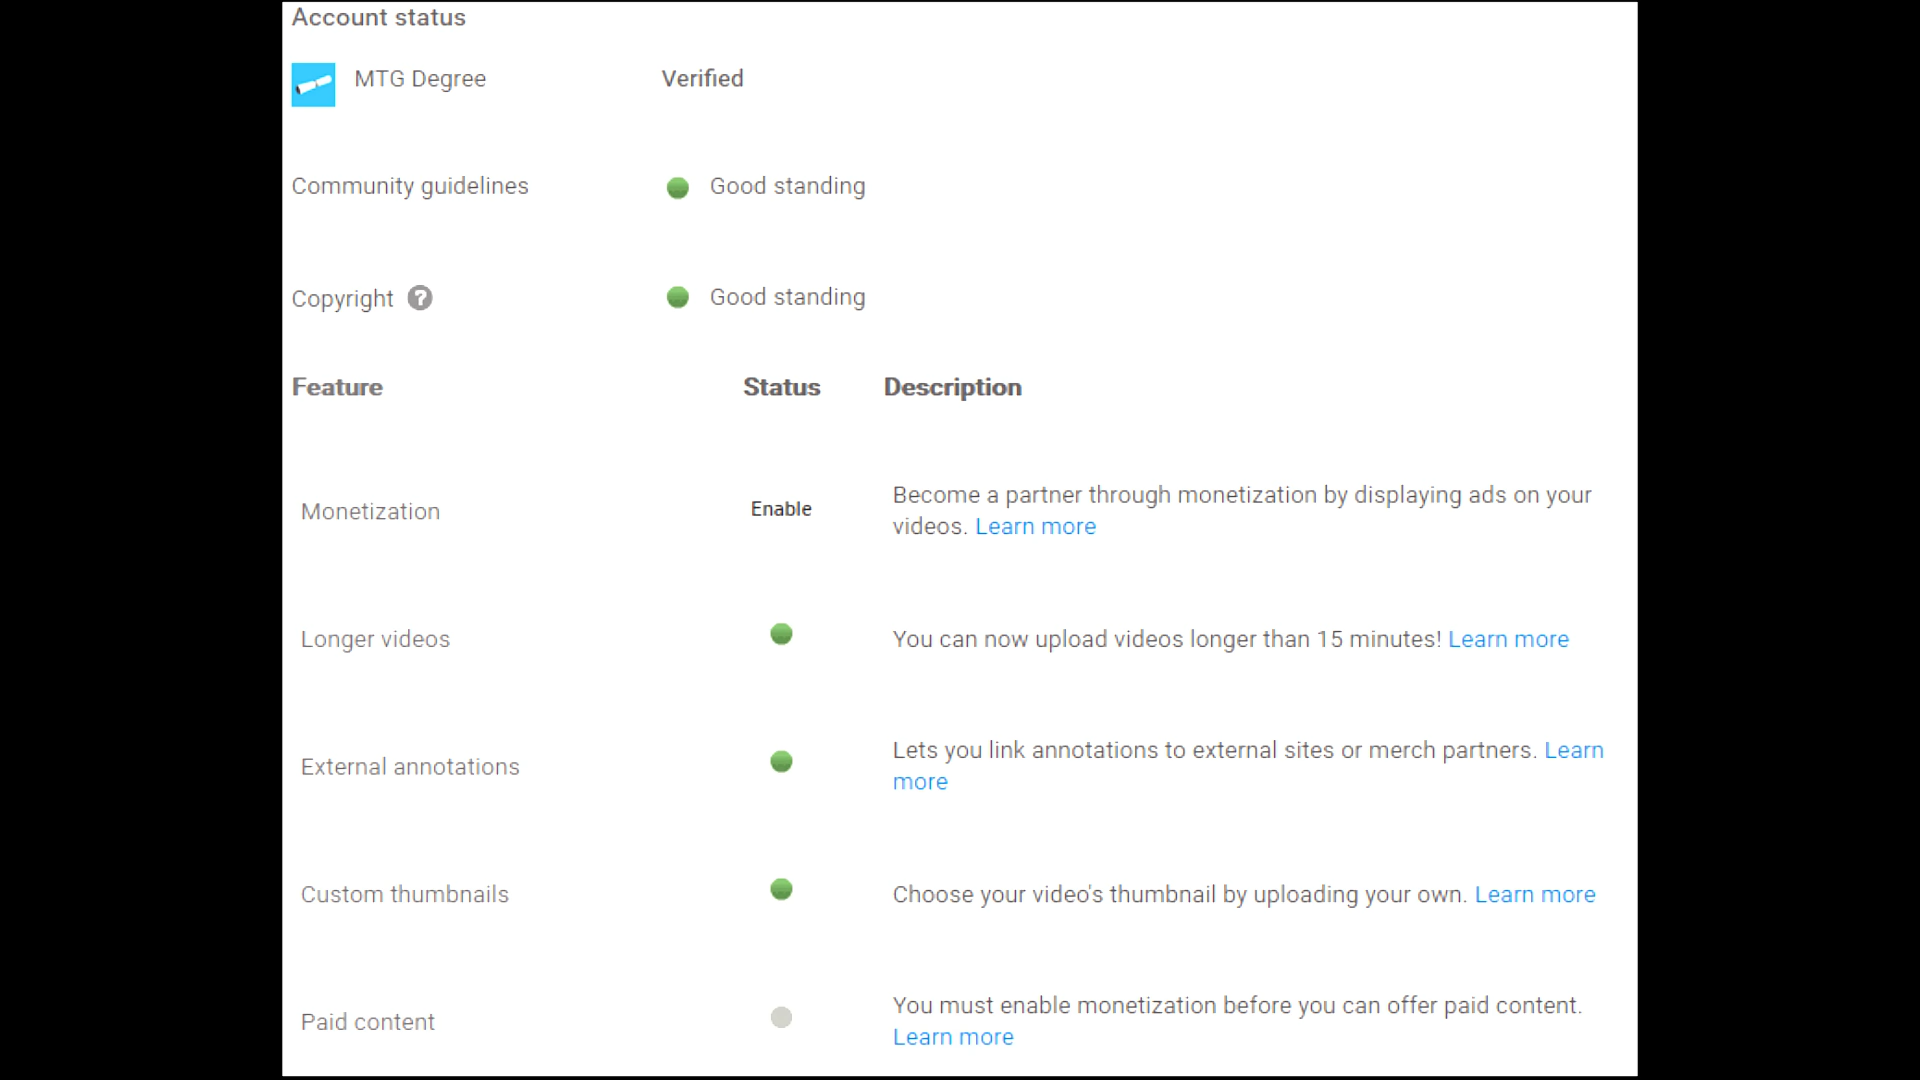 Account status
MTG Degree Verified
Community guidelines Good standing
Copyright ? Good standing
Feature Status Description
Monetization Enable Become a partner through monetization by displaying ads on your
videos. Learn more
Longer videos You can now upload videos longer than 15 minutes! Learn more
External annotations Lets you link annotations to external sites or merch partners. Learn
more
Custom thumbnails Choose your video's thumbnail by uploading your own. Learn more
Paid content You must enable monetization before you can offer paid content.
Learn more